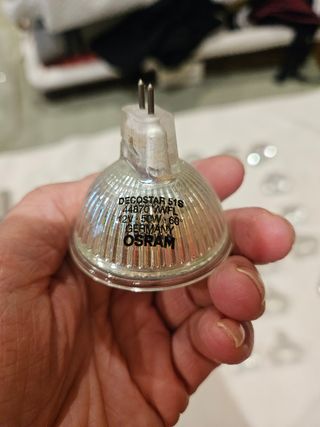 DECOSTAR 51S
44870 WFL
12V · 50W · 60°
GERMANY
OSRAM